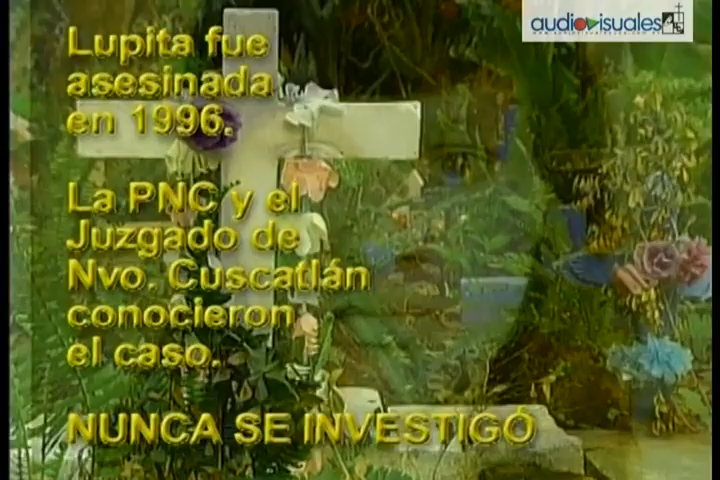 audiovisuales
Lupita fue
asesinada
en 1996.
La PNC y el
Juzgado de
Nvo. Cuscatlán
conocieron
el caso.
NUNCA SE INVESTIGÓ